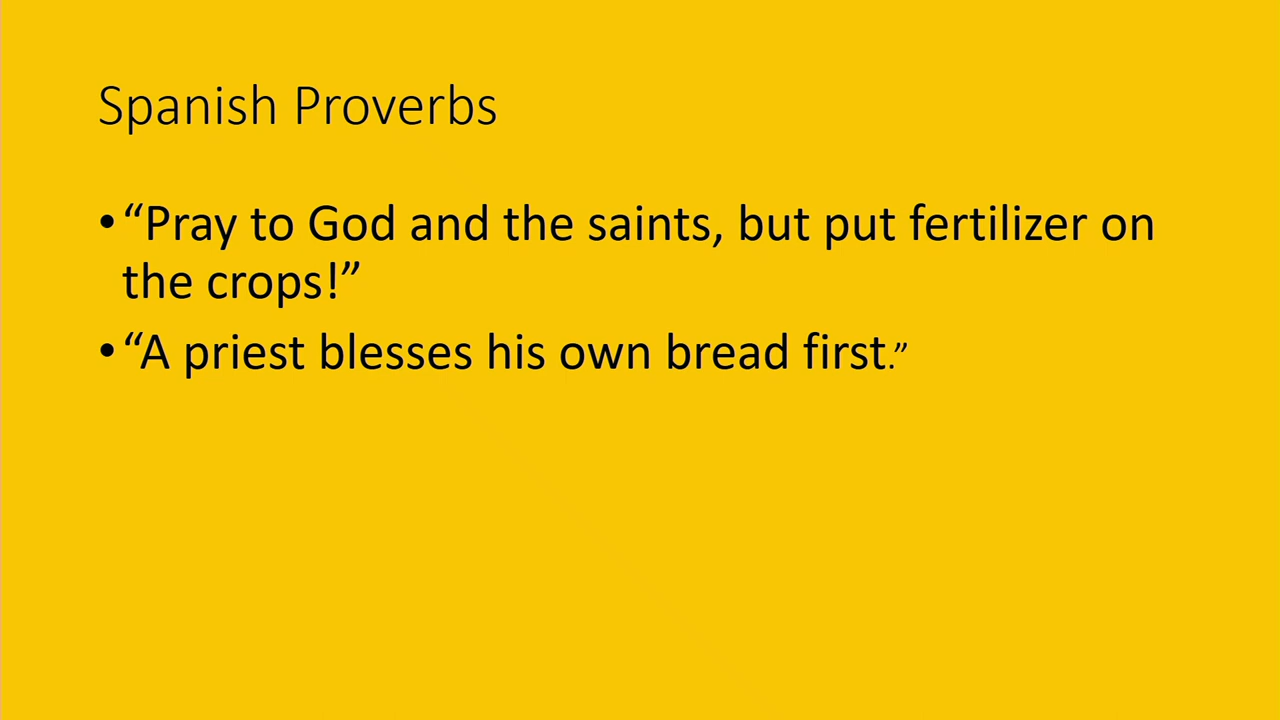 Spanish Proverbs
•“Pray to God and the saints, but put fertilizer on
the crops!”
•“A priest blesses his own bread first.”